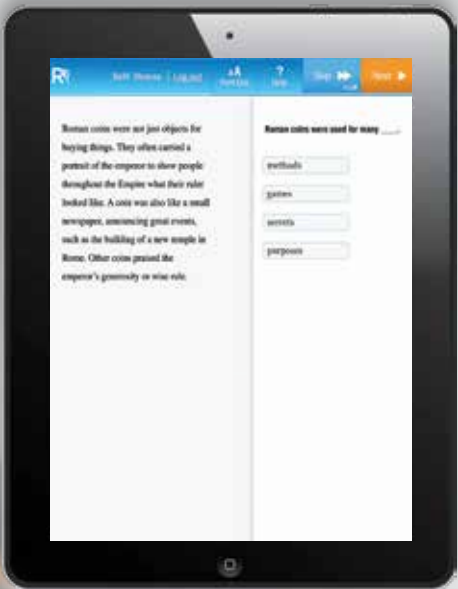 Log out
?
Skip
Next
Roman coins were not just objects for
buying things. They often carried a
portrait of the emperor to show people
throughout the Empire what their ruler
looked like. A coin was also like a small
newspaper, announcing great events,
such as the building of a new temple in
Rome. Other coins praised the
emperor's generosity or wise rule.
Roman coins were used for many ____.
methods
games
secrets
purposes